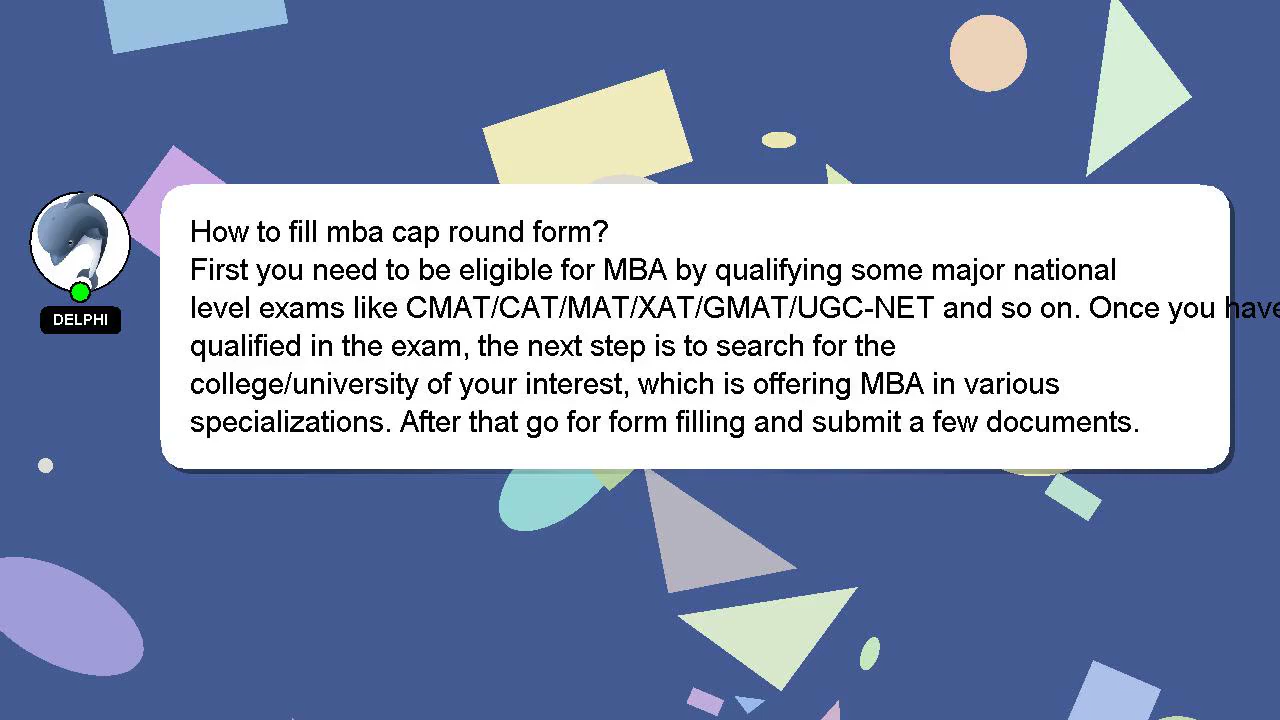 How to fill mba cap round form?
First you need to be eligible for MBA by qualifying some major national
level exams like CMAT/CAT/MAT/XAT/GMAT/UGC-NET and so on. Once you have
qualified in the exam, the next step is to search for the
college/university of your interest, which is offering MBA in various
specializations. After that go for form filling and submit a few documents.
DELPHI